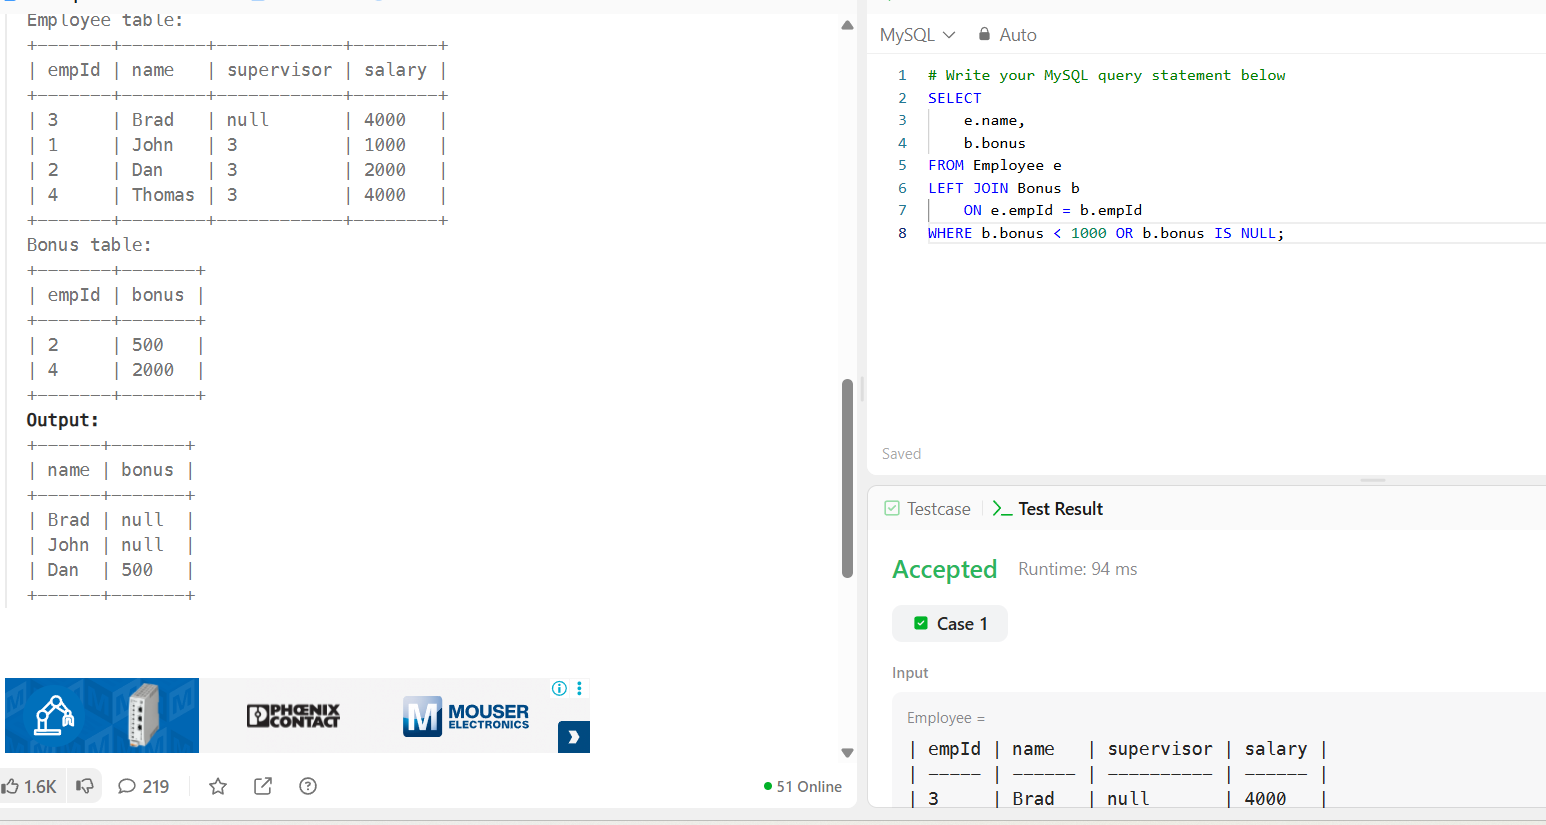 Employee table:
+-------+--------+------------+--------+
| empId | name   | supervisor | salary |
+-------+--------+------------+--------+
| 3     | Brad   | null       | 4000   |
| 1     | John   | 3          | 1000   |
| 2     | Dan    | 3          | 2000   |
| 4     | Thomas | 3          | 4000   |
+-------+--------+------------+--------+
Bonus table:
+-------+-------+
| empId | bonus |
+-------+-------+
| 2     | 500   |
| 4     | 2000  |
+-------+-------+
Output:
+------+-------+
| name | bonus |
+------+-------+
| Brad | null  |
| John | null  |
| Dan  | 500   |
+------+-------+
PHŒNIX CONTACT
M MOUSER ELECTRONICS
1.6K 219
51 Online
MySQL Auto
1 # Write your MySQL query statement below
2 SELECT
3     e.name,
4     b.bonus
5 FROM Employee e
6 LEFT JOIN Bonus b
7     ON e.empId = b.empId
8 WHERE b.bonus < 1000 OR b.bonus IS NULL;
Saved
Testcase Test Result
Accepted Runtime: 94 ms
Case 1
Input
Employee =
| empId | name   | supervisor | salary |
| ----- | ------ | ---------- | ------ |
| 3     | Brad   | null       | 4000   |